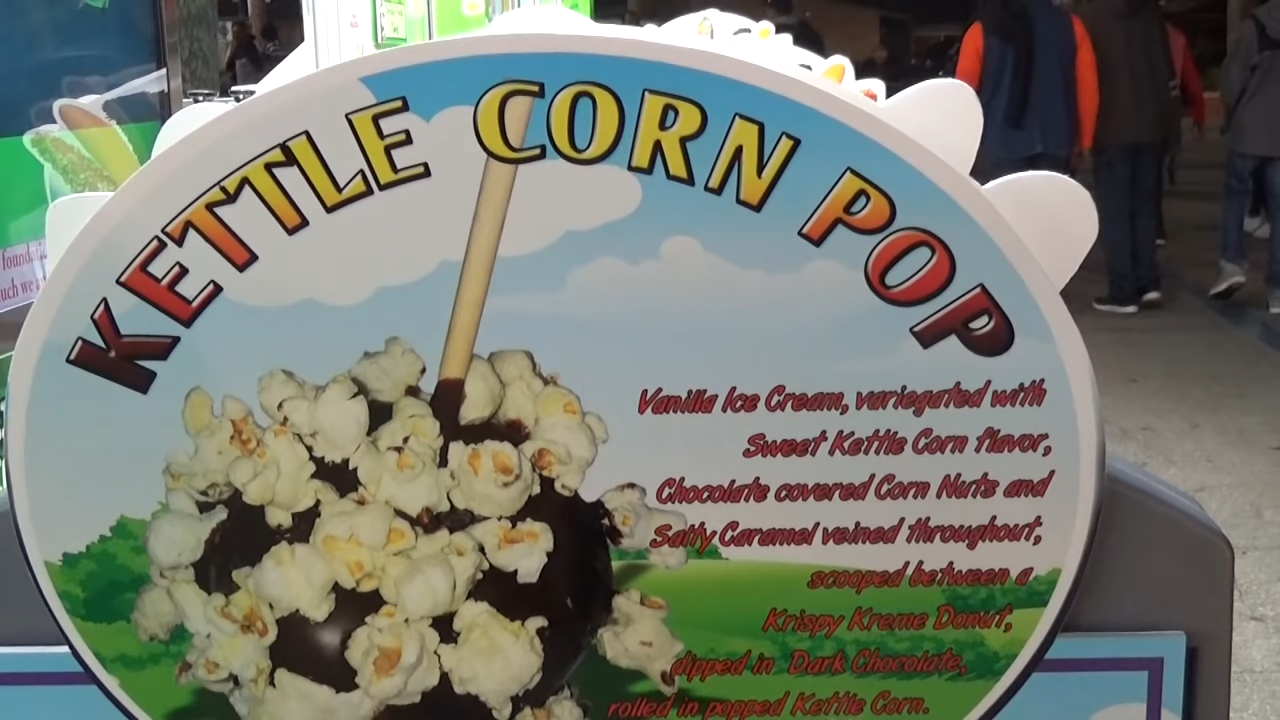 KETTLE CORN POP
Vanilla Ice Cream, variegated with
Sweet Kettle Corn flavor,
Chocolate covered Corn Nuts and
Salty Caramel veined throughout,
scooped between a
Krispy Kreme Donut,
dipped in Dark Chocolate,
rolled in popped Kettle Corn.